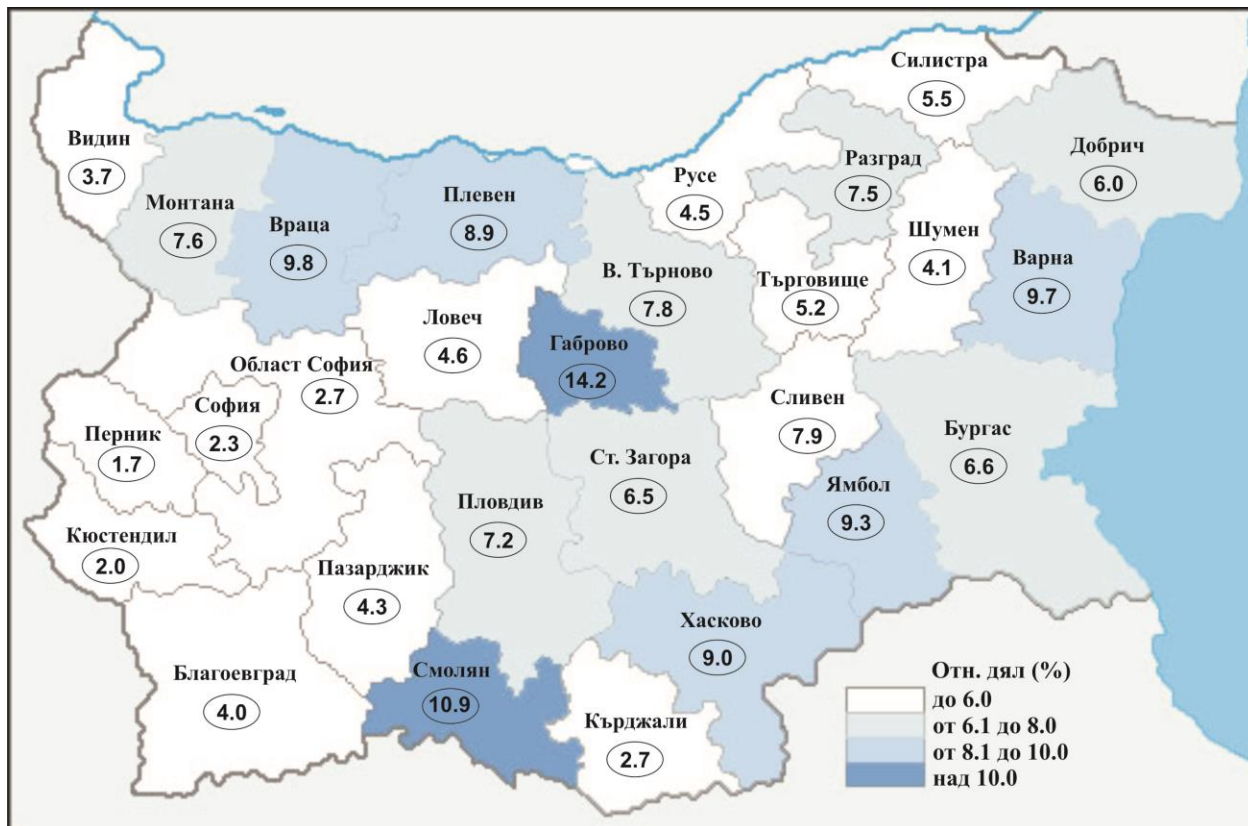 Силистра
5.5
Видин
3.7
Добрич
6.0
Разград
7.5
Русе
4.5
Монтана
7.6
Плевен
8.9
Враца
9.8
Шумен
4.1
Варна
9.7
В. Търново
7.8
Търговище
5.2
Ловеч
4.6
Габрово
14.2
Област София
2.7
София
2.3
Перник
1.7
Сливен
7.9
Бургас
6.6
Ст. Загора
6.5
Ямбол
9.3
Пловдив
7.2
Кюстендил
2.0
Пазарджик
4.3
Хасково
9.0
Благоевград
4.0
Смолян
10.9
Кърджали
2.7
Отн. дял (%)
до 6.0
от 6.1 до 8.0
от 8.1 до 10.0
над 10.0